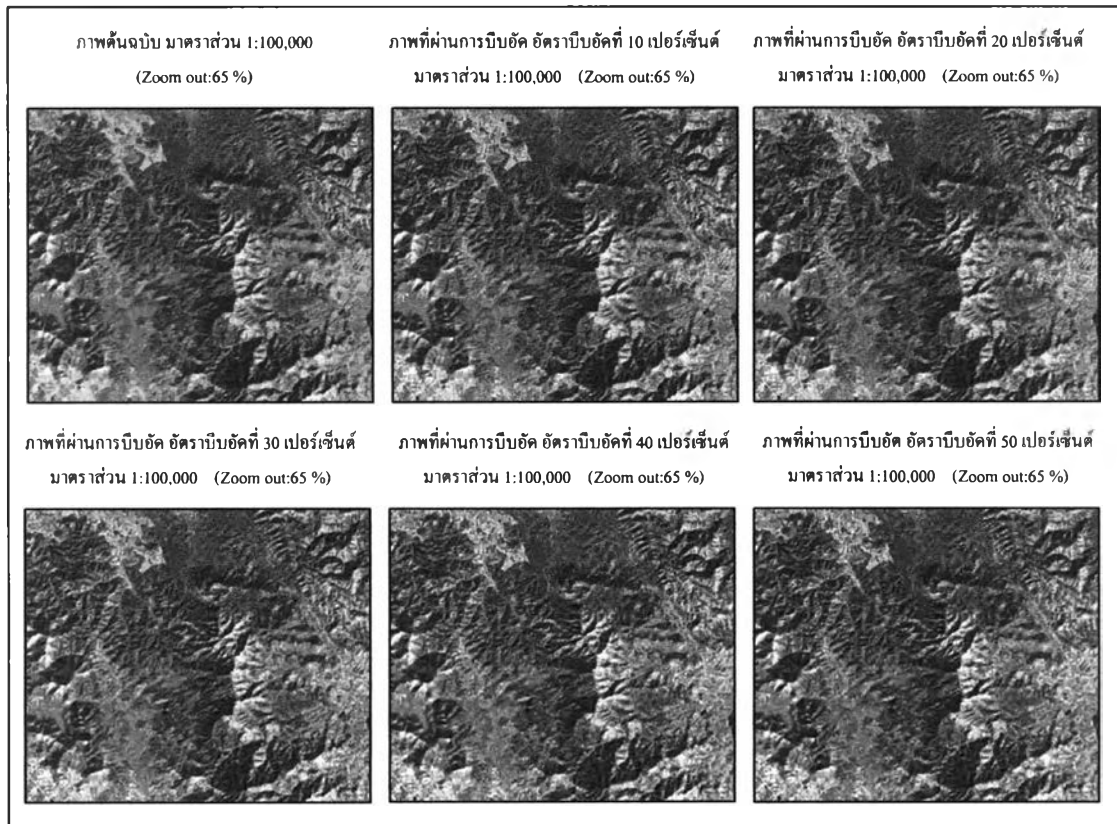 ภาพต้นฉบับ มาตราส่วน 1:100,000
(Zoom out:65 %)
ภาพที่ผ่านการบีบอัด อัตราบีบอัดที่ 10 เปอร์เซ็นต์
มาตราส่วน 1:100,000 (Zoom out:65 %)
ภาพที่ผ่านการบีบอัด อัตราบีบอัดที่ 20 เปอร์เซ็นต์
มาตราส่วน 1:100,000 (Zoom out:65 %)
ภาพที่ผ่านการบีบอัด อัตราบีบอัดที่ 30 เปอร์เซ็นต์
มาตราส่วน 1:100,000 (Zoom out:65 %)
ภาพที่ผ่านการบีบอัด อัตราบีบอัดที่ 40 เปอร์เซ็นต์
มาตราส่วน 1:100,000 (Zoom out:65 %)
ภาพที่ผ่านการบีบอัด อัตราบีบอัดที่ 50 เปอร์เซ็นต์
มาตราส่วน 1:100,000 (Zoom out:65 %)